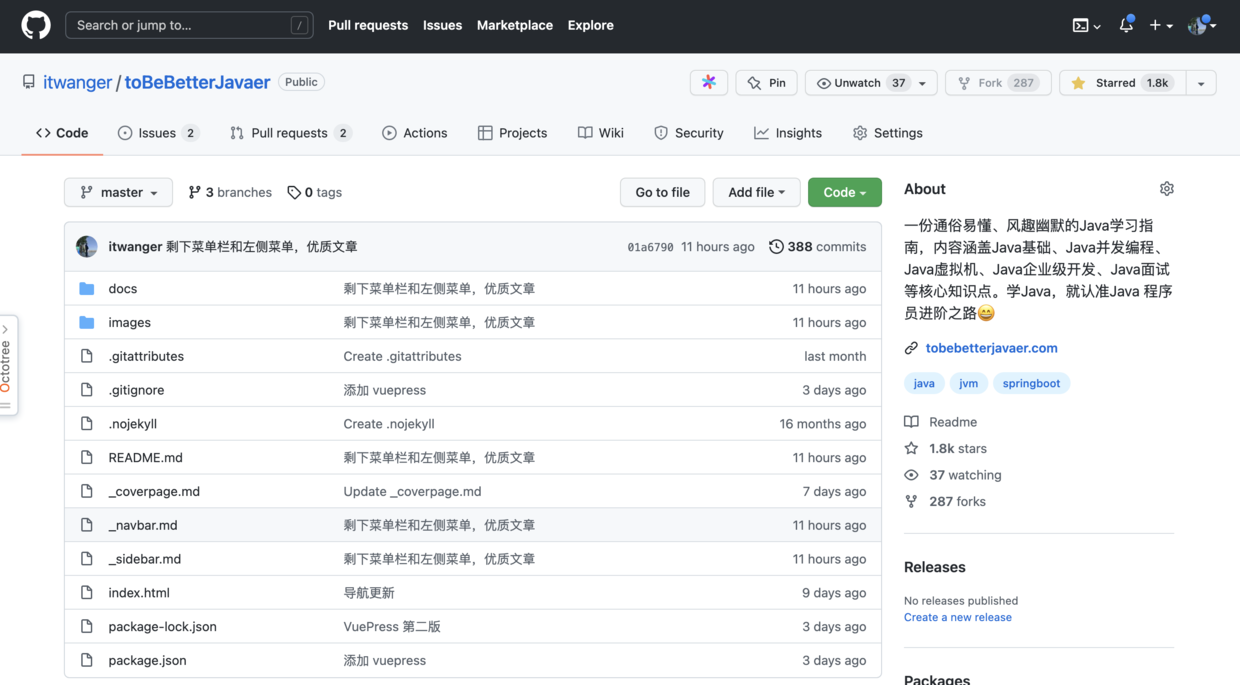 Search or jump to... /
Pull requests Issues Marketplace Explore
itwanger / toBeBetterJavaer Public
Pin Unwatch 37 Fork 287 Starred 1.8k
Code Issues 2 Pull requests 2 Actions Projects Wiki Security Insights Settings
master 3 branches 0 tags Go to file Add file Code
itwanger 剩下菜单栏和左侧菜单，优质文章 01a6790 11 hours ago 388 commits
docs 剩下菜单栏和左侧菜单，优质文章 11 hours ago
images 剩下菜单栏和左侧菜单，优质文章 11 hours ago
.gitattributes Create .gitattributes last month
.gitignore 添加 vuepress 3 days ago
.nojekyll Create .nojekyll 16 months ago
README.md 剩下菜单栏和左侧菜单，优质文章 11 hours ago
_coverpage.md Update _coverpage.md 7 days ago
_navbar.md 剩下菜单栏和左侧菜单，优质文章 11 hours ago
_sidebar.md 剩下菜单栏和左侧菜单，优质文章 11 hours ago
index.html 导航更新 9 days ago
package-lock.json VuePress 第二版 3 days ago
package.json 添加 vuepress 3 days ago
Octotree
About
一份通俗易懂、风趣幽默的Java学习指
南，内容涵盖Java基础、Java并发编程、
Java虚拟机、Java企业级开发、Java面试
等核心知识点。学Java，就认准Java 程序
员进阶之路😄
tobebetterjavaer.com
java jvm springboot
Readme
1.8k stars
37 watching
287 forks
Releases
No releases published
Create a new release
Packages